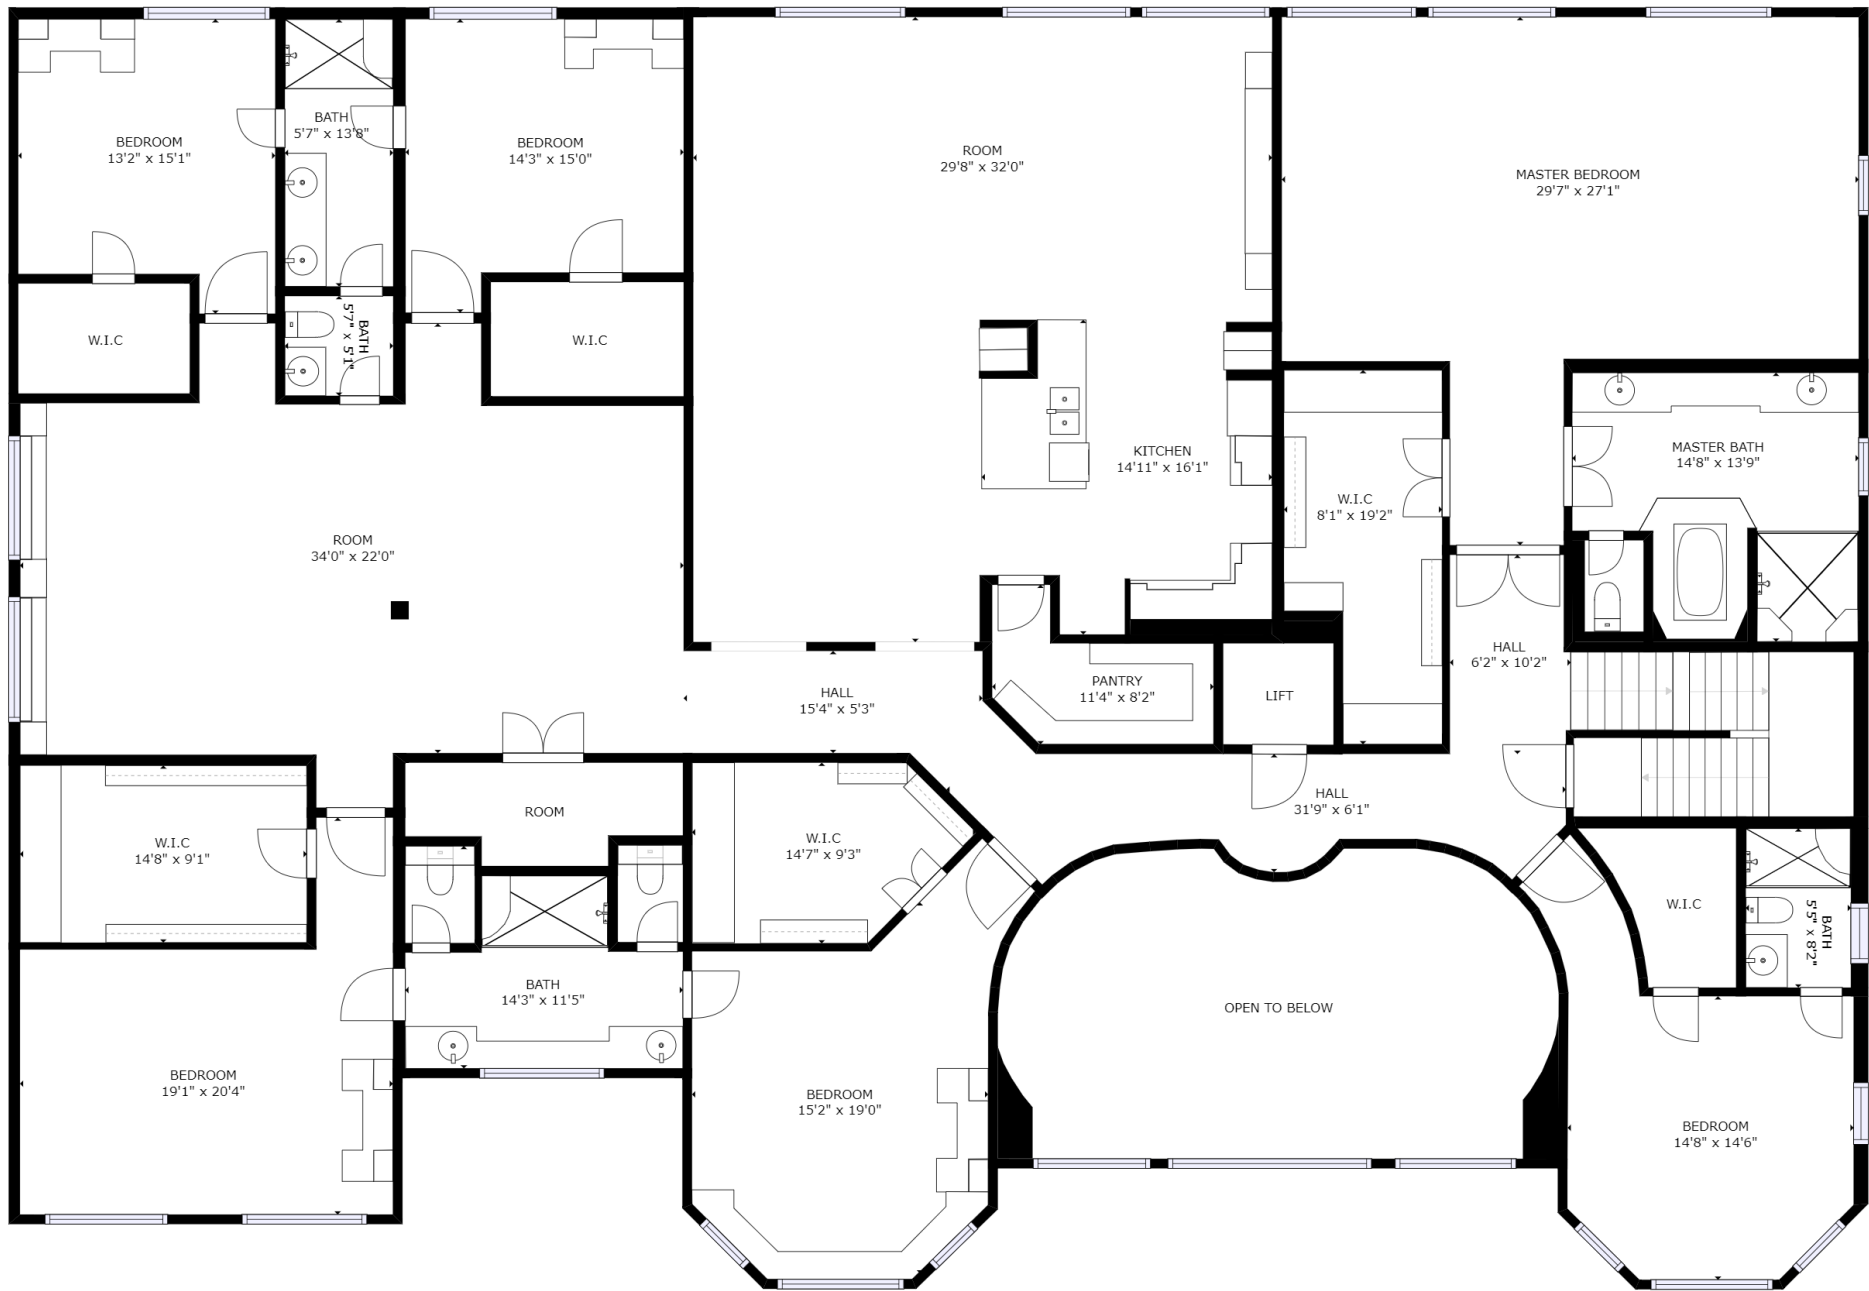 BATH
5'7" x 13'8"
BEDROOM
13'2" x 15'1"
BEDROOM
14'3" x 15'0"
ROOM
29'8" x 32'0"
MASTER BEDROOM
29'7" x 27'1"
W.I.C
BATH
5'7" x 5'1"
W.I.C
KITCHEN
14'11" x 16'1"
W.I.C
8'1" x 19'2"
MASTER BATH
14'8" x 13'9"
ROOM
34'0" x 22'0"
HALL
6'2" x 10'2"
HALL
15'4" x 5'3"
PANTRY
11'4" x 8'2"
LIFT
HALL
31'9" x 6'1"
ROOM
W.I.C
14'8" x 9'1"
W.I.C
14'7" x 9'3"
W.I.C
BATH
5'5" x 8'2"
BATH
14'3" x 11'5"
OPEN TO BELOW
BEDROOM
19'1" x 20'4"
BEDROOM
15'2" x 19'0"
BEDROOM
14'8" x 14'6"